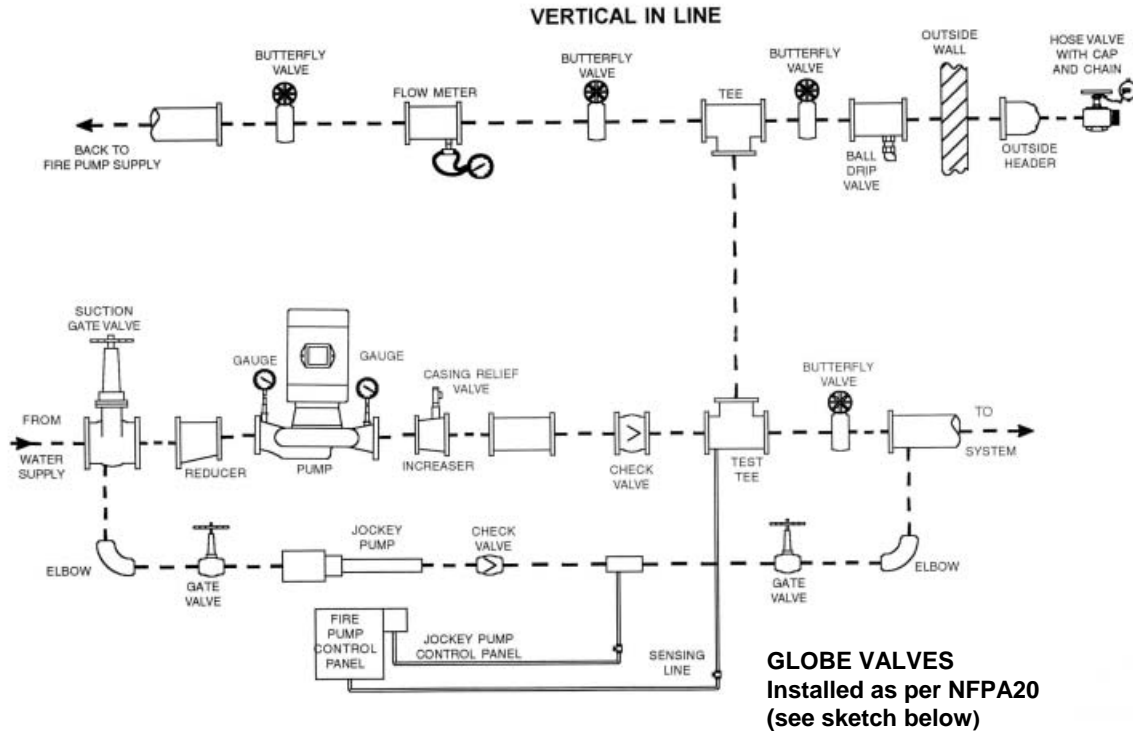 VERTICAL IN LINE
BUTTERFLY
VALVE
FLOW METER
BUTTERFLY
VALVE
TEE
BUTTERFLY
VALVE
OUTSIDE
WALL
HOSE VALVE
WITH CAP
AND CHAIN
BACK TO
FIRE PUMP SUPPLY
BALL
DRIP
VALVE
OUTSIDE
HEADER
SUCTION
GATE VALVE
GAUGE
GAUGE
CASING RELIEF
VALVE
BUTTERFLY
VALVE
FROM
WATER
SUPPLY
REDUCER
PUMP
INCREASER
CHECK
VALVE
TEST
TEE
TO
SYSTEM
ELBOW
GATE
VALVE
JOCKEY
PUMP
CHECK
VALVE
GATE
VALVE
ELBOW
FIRE
PUMP
CONTROL
PANEL
JOCKEY PUMP
CONTROL PANEL
SENSING
LINE
GLOBE VALVES
Installed as per NFPA20
(see sketch below)